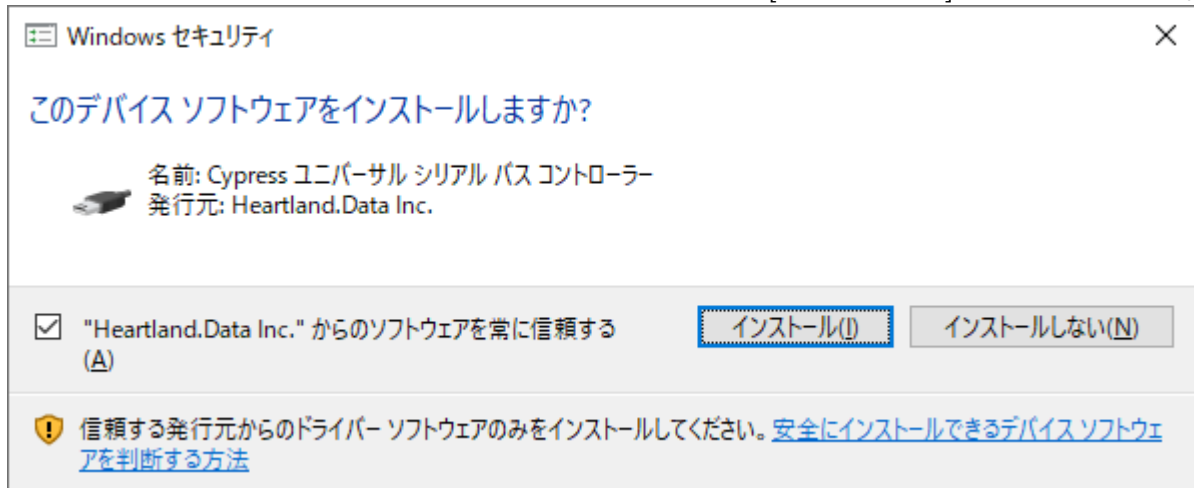 Windows セキュリティ
このデバイス ソフトウェアをインストールしますか?
名前: Cypress ユニバーサル シリアル バス コントローラー
発行元: Heartland.Data Inc.
"Heartland.Data Inc." からのソフトウェアを常に信頼する
(A)
インストール(I)
インストールしない(N)
信頼する発行元からのドライバー ソフトウェアのみをインストールしてください。安全にインストールできるデバイス ソフトウェ
アを判断する方法